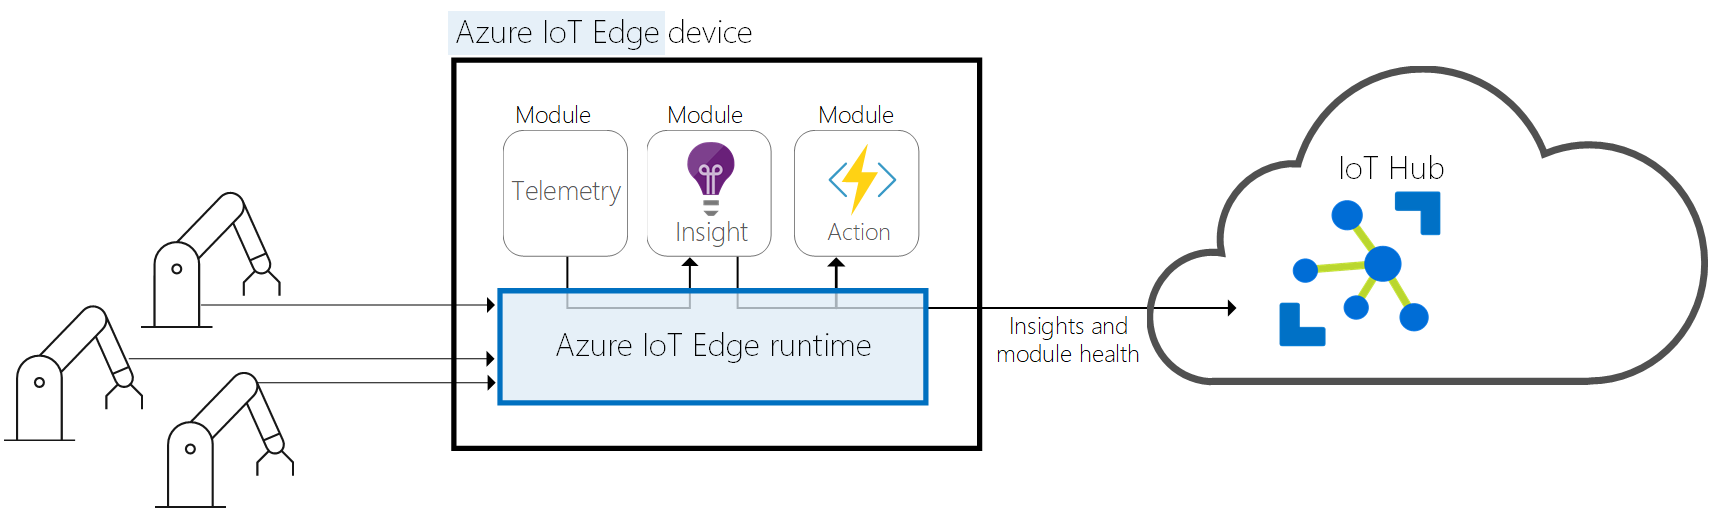 Azure IoT Edge device
Module
Module
Module
Telemetry
Insight
Action
Azure IoT Edge runtime
Insights and
module health
IoT Hub